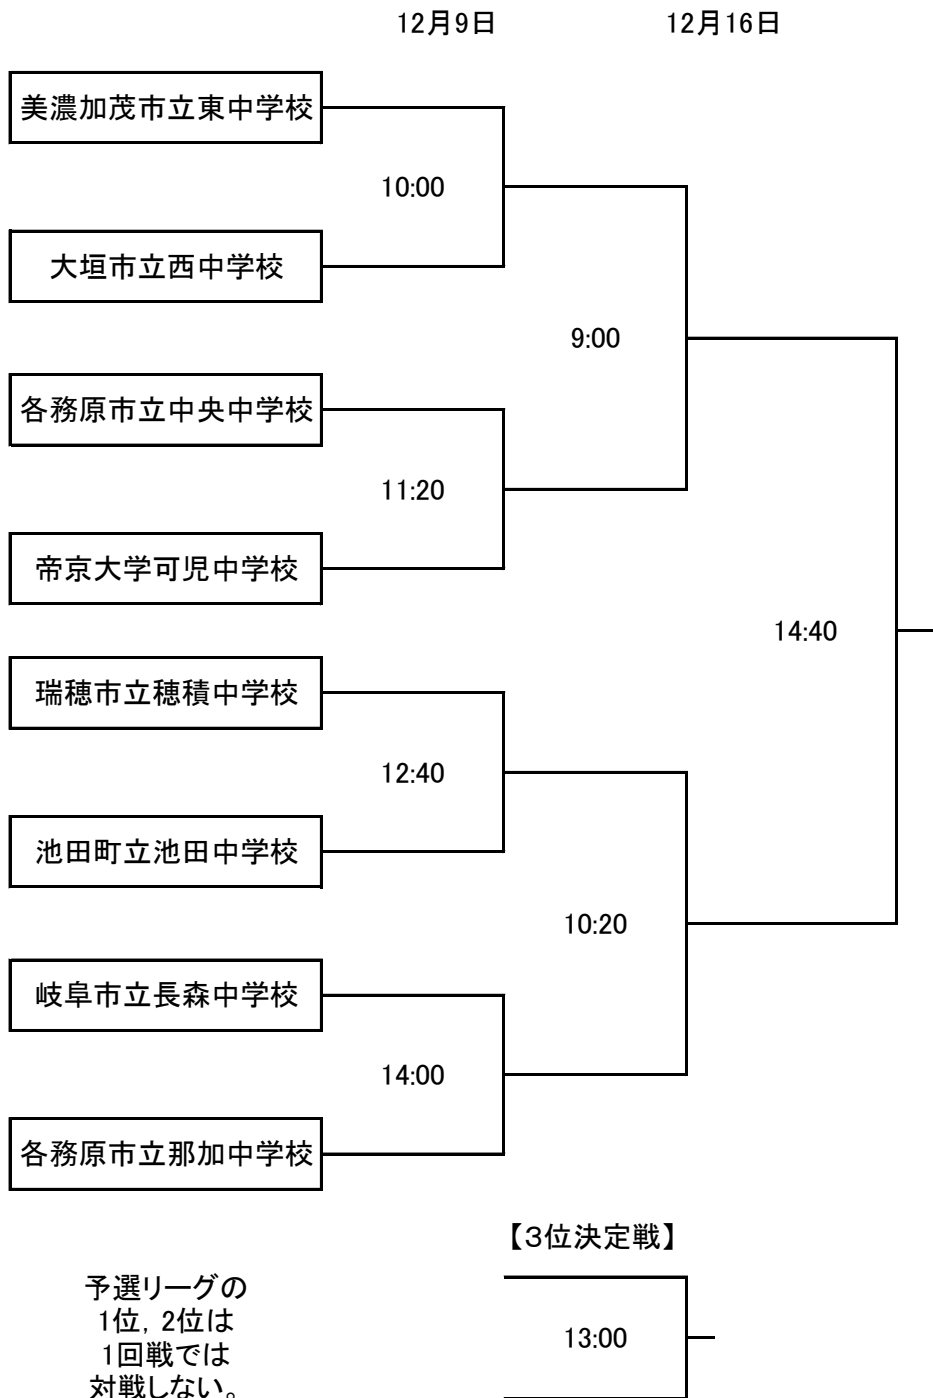 12月9日 12月16日
美濃加茂市立東中学校
10:00
大垣市立西中学校
9:00
各務原市立中央中学校
11:20
帝京大学可児中学校
14:40
瑞穂市立穂積中学校
12:40
池田町立池田中学校
10:20
岐阜市立長森中学校
14:00
各務原市立那加中学校
【3位決定戦】
予選リーグの
1位，2位は
13:00
1回戦では
対戦しない。